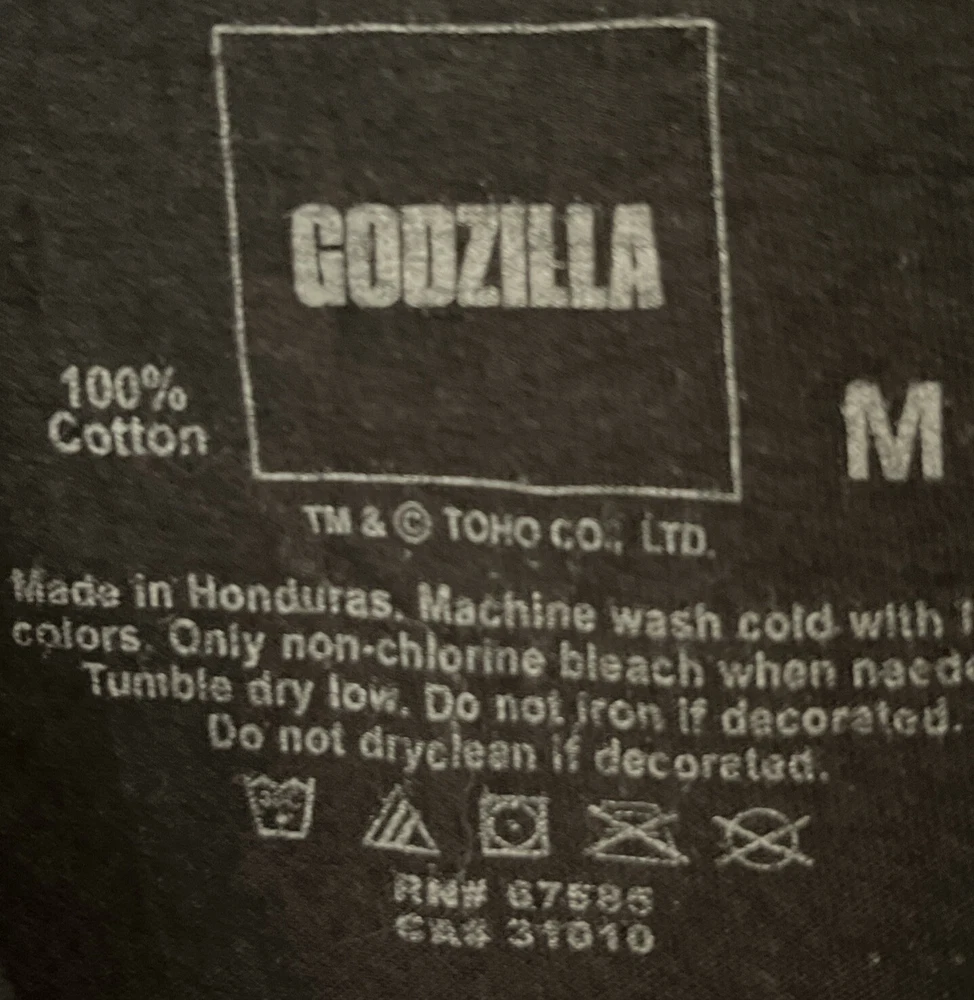 GODZILLA
100%
Cotton
M
TM & © TOHO CO., LTD.
Made in Honduras. Machine wash cold with
colors. Only non-chlorine bleach when neede
Tumble dry low. Do not iron if decorated.
Do not dryclean if decorated.
RN# 67585
CA# 31010